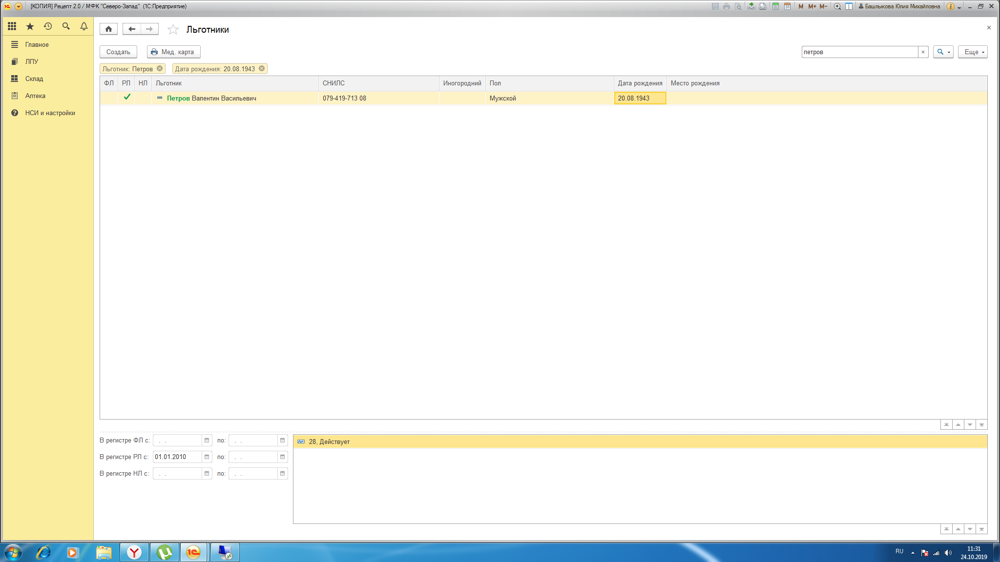 [КОПИЯ] Рецепт 2.0 / МФК "Северо-Запад" (1С:Предприятие)
31 M M+ M- Башлыкова Юлия Михайловна
Главное
ЛПУ
Склад
Аптека
НСИ и настройки
Льготники
Создать
Мед. карта
петров
Еще
Льготник: Петров
Дата рождения: 20.08.1943
ФЛ РЛ НЛ Льготник СНИЛС Иногородний Пол Дата рождения Место рождения
Петров Валентин Васильевич 079-419-713 08 Мужской 20.08.1943
В регистре ФЛ с: . . по: . .
В регистре РЛ с: 01.01.2010 по: . .
В регистре НЛ с: . . по: . .
28, Действует
RU
11:31
24.10.2019